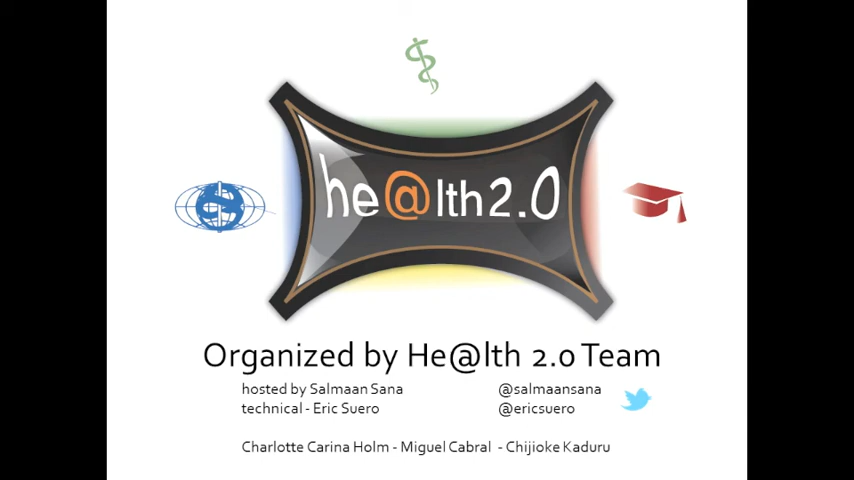 he@lth2.0
Organized by He@lth 2.0 Team
hosted by Salmaan Sana @salmaansana
technical - Eric Suero @ericsuero
Charlotte Carina Holm - Miguel Cabral - Chijioke Kaduru